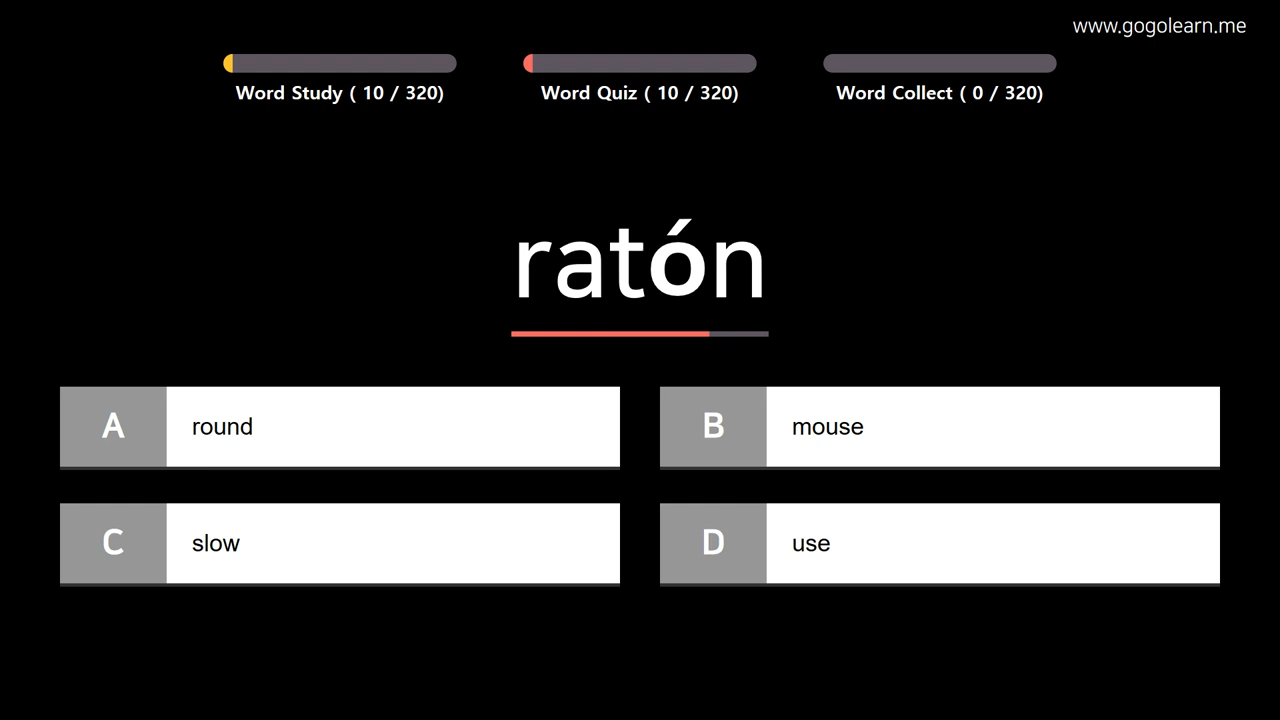 www.gogolearn.me
Word Study ( 10 / 320)
Word Quiz ( 10 / 320)
Word Collect ( 0 / 320)
ratón
A round
B mouse
C slow
D use